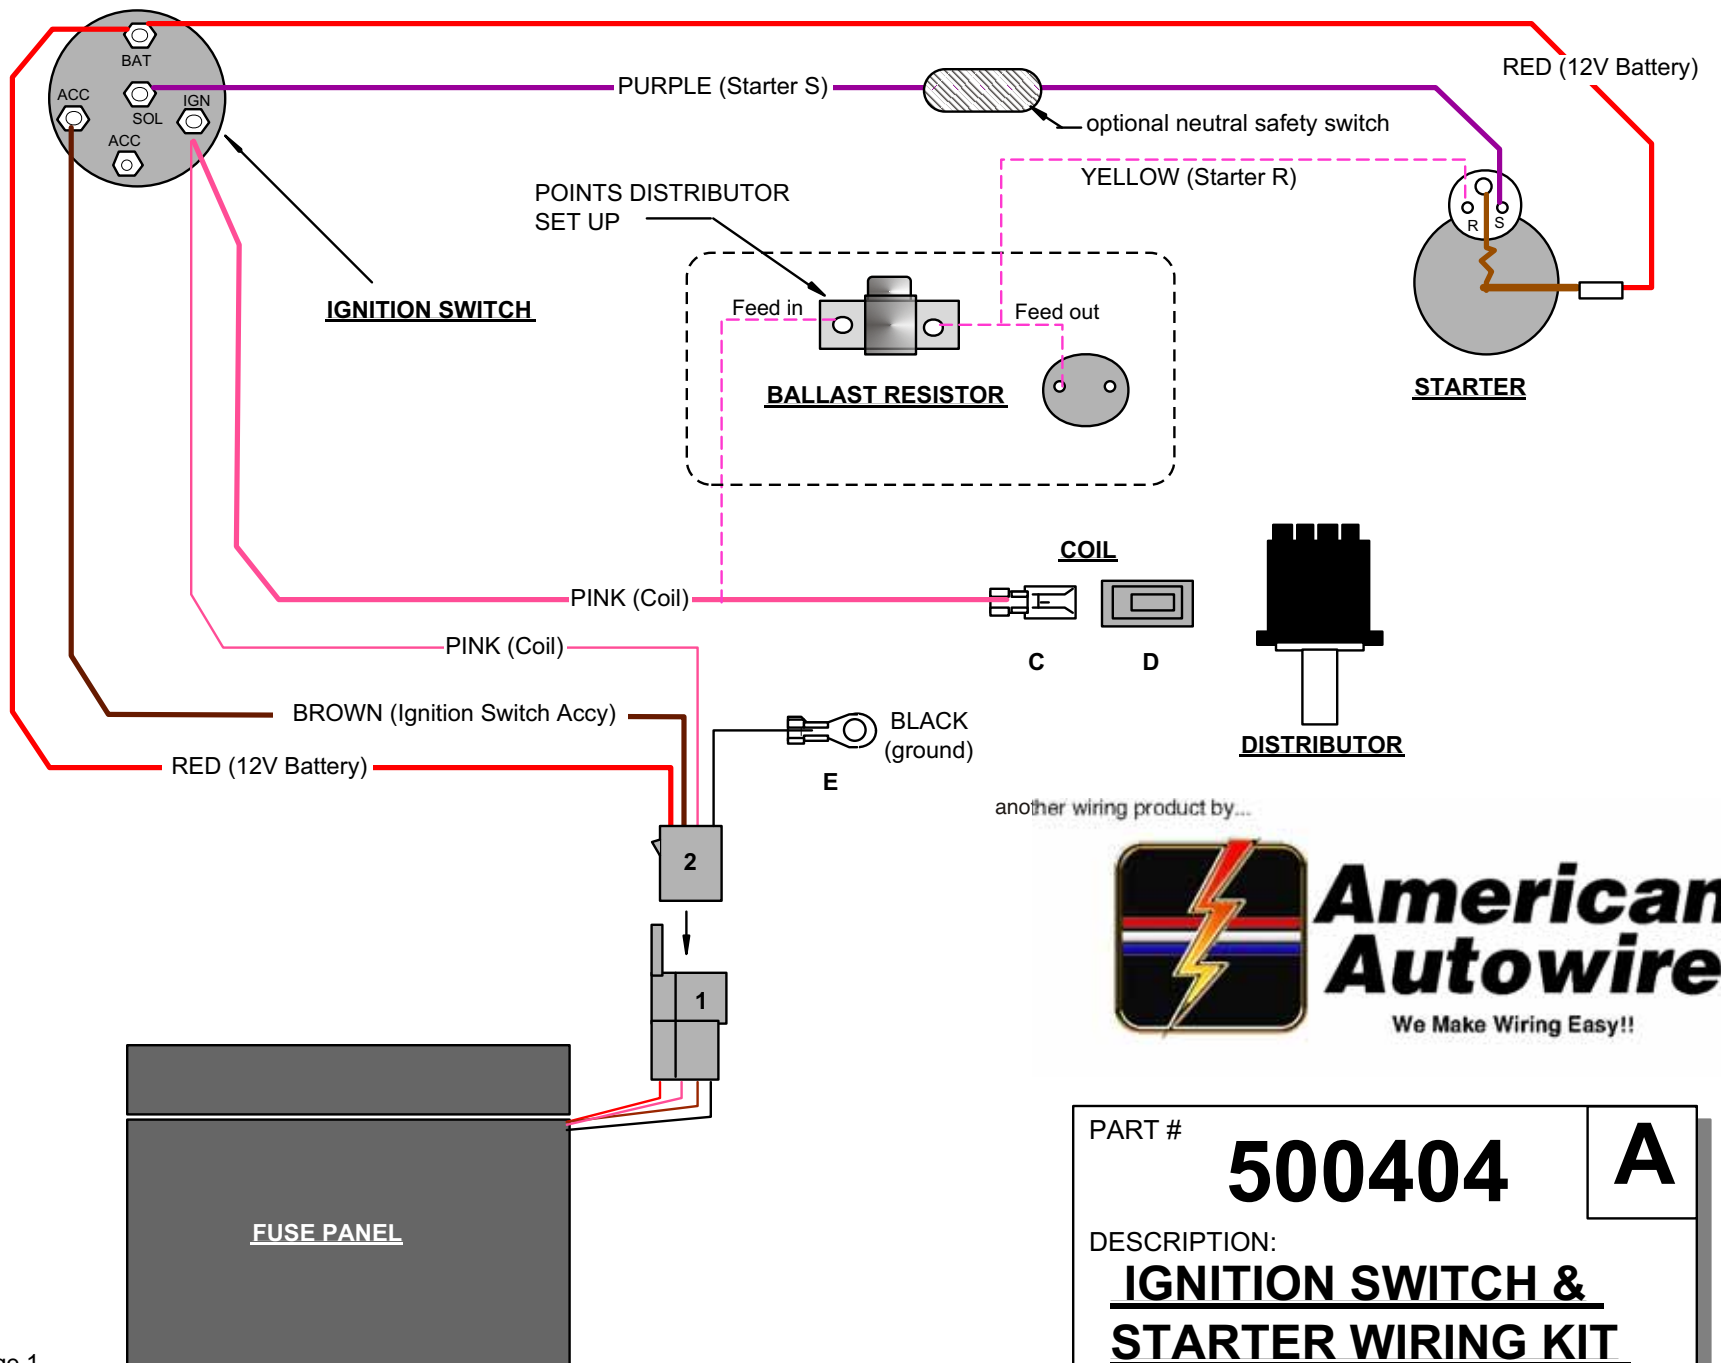 BAT
ACC
SOL
IGN
ACC
PURPLE (Starter S)
RED (12V Battery)
optional neutral safety switch
YELLOW (Starter R)
POINTS DISTRIBUTOR
SET UP
R
S
IGNITION SWITCH
Feed in
Feed out
BALLAST RESISTOR
STARTER
COIL
PINK (Coil)
PINK (Coil)
C
D
BROWN (Ignition Switch Accy)
BLACK
(ground)
DISTRIBUTOR
RED (12V Battery)
E
another wiring product by...
2
American
Autowire
We Make Wiring Easy!!
1
PART #
500404
A
FUSE PANEL
DESCRIPTION:
IGNITION SWITCH &
STARTER WIRING KIT
1